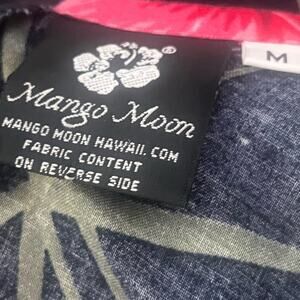 ®
M
Mango Moon
MANGO MOON HAWAII. COM
FABRIC CONTENT
ON REVERSE SIDE